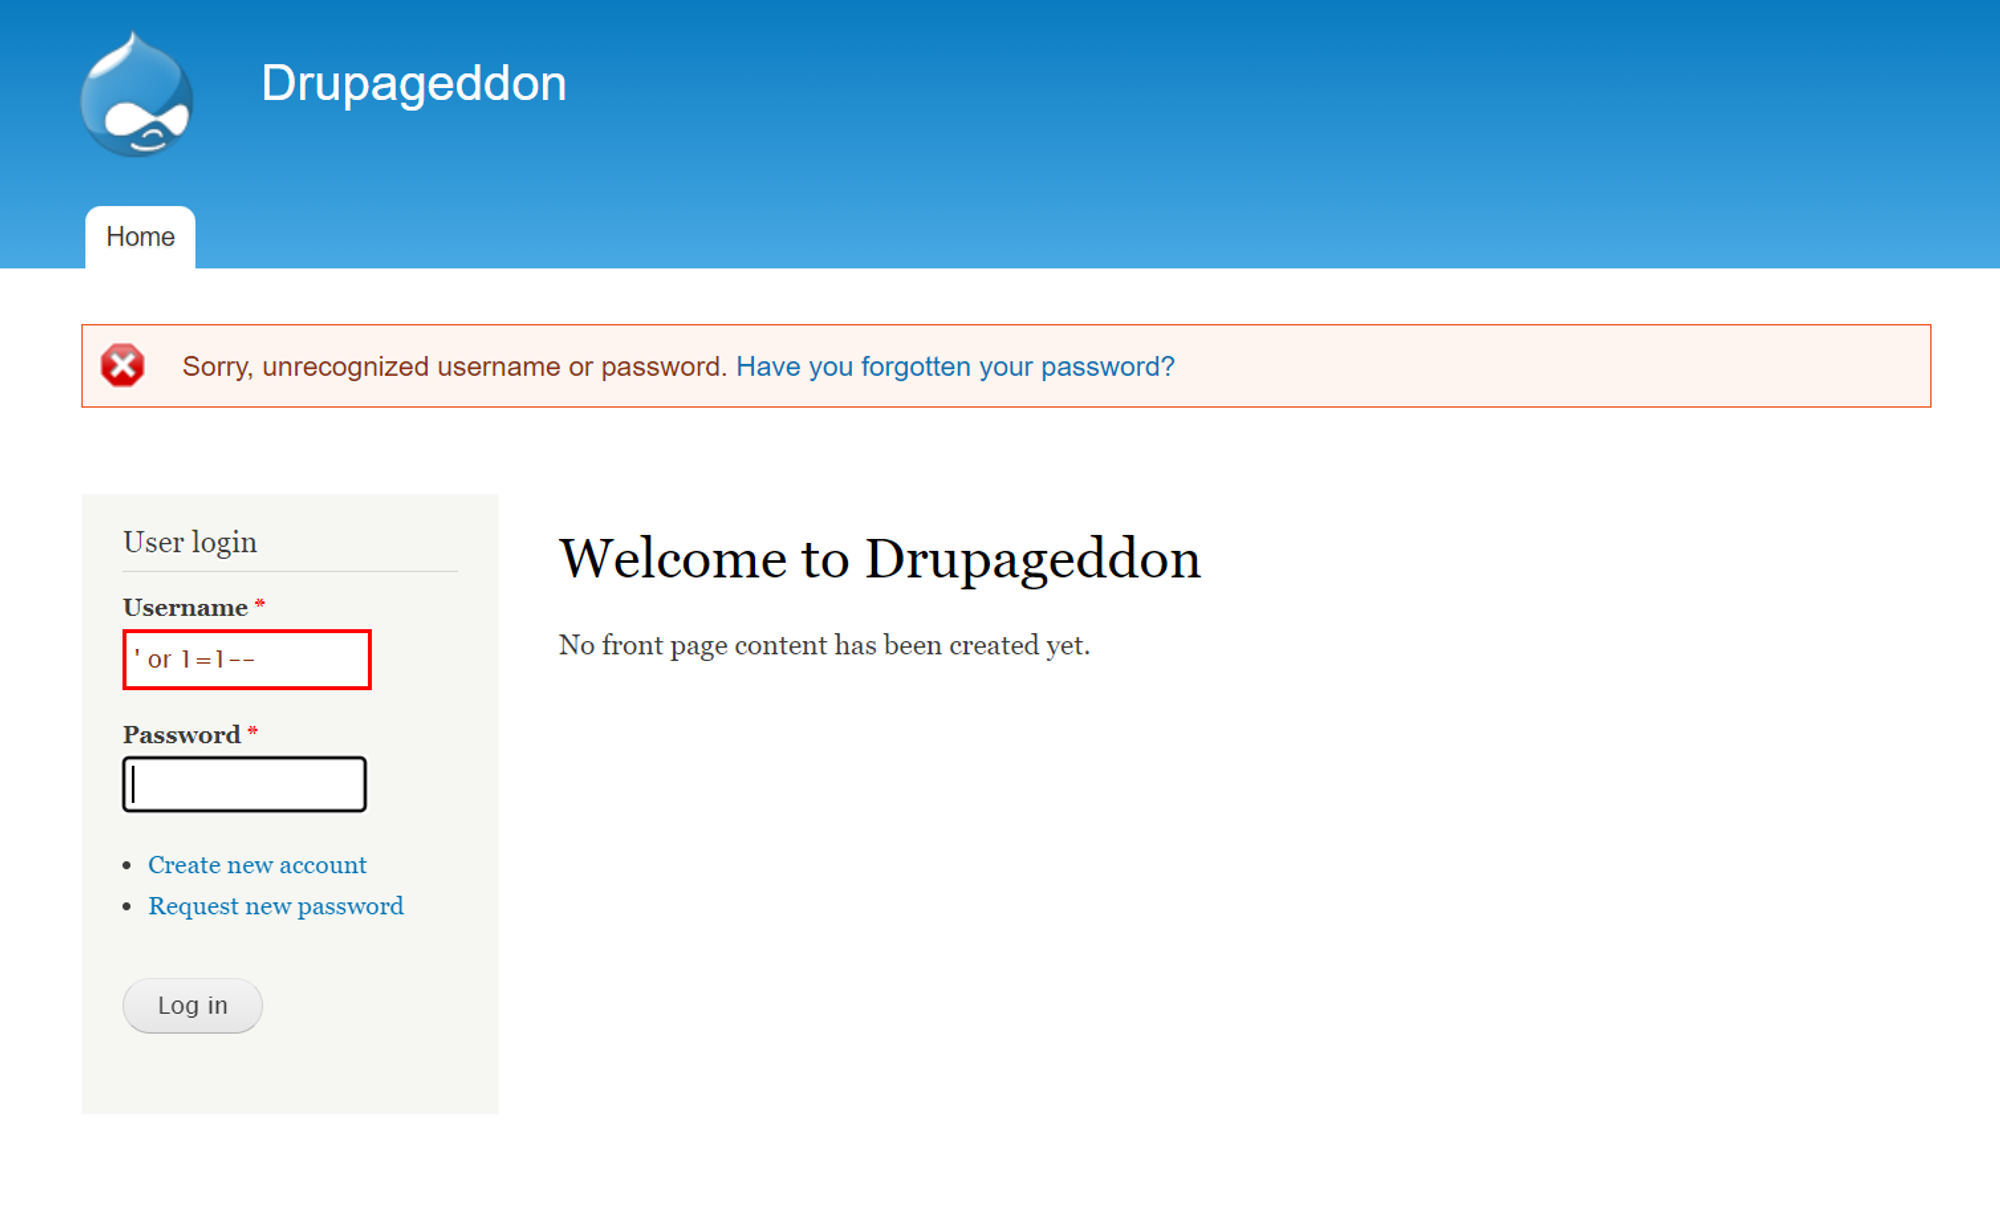 Drupageddon
Home
Sorry, unrecognized username or password. Have you forgotten your password?
User login
Username *
' or 1=1--
Password *
Create new account
Request new password
Log in
Welcome to Drupageddon
No front page content has been created yet.